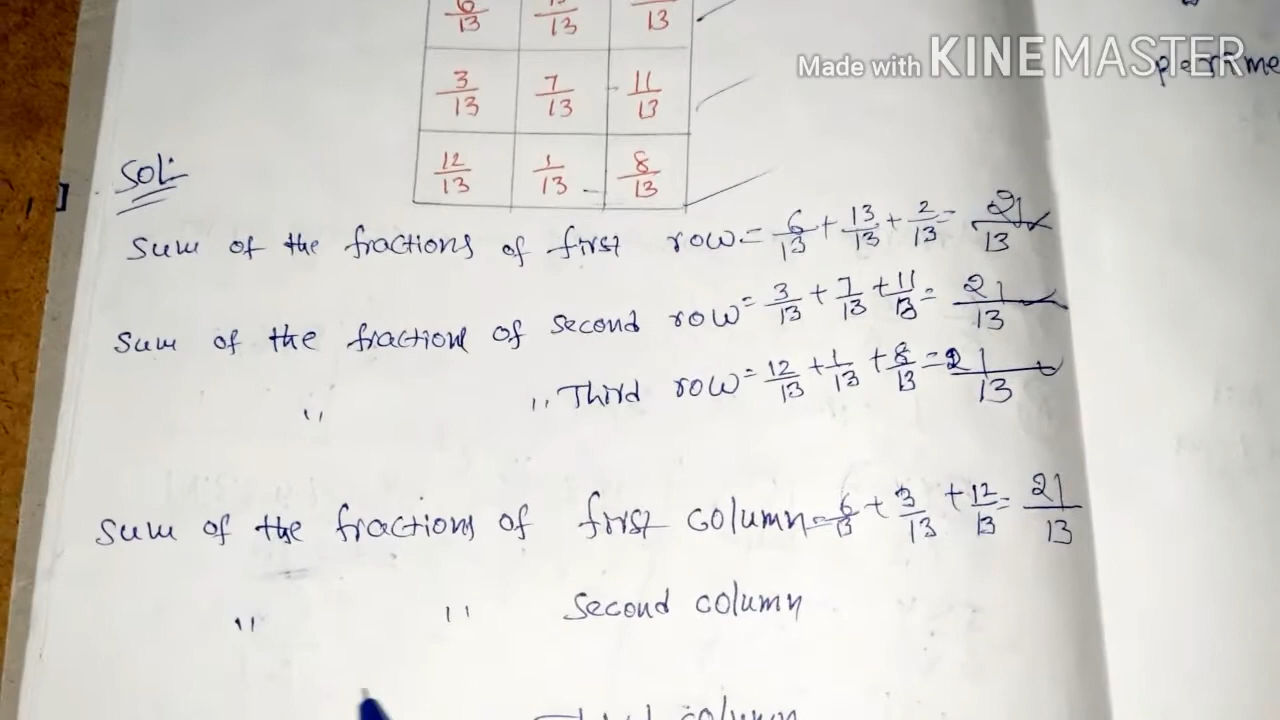 6/13 13/13 /13
Made with KINEMASTER
3/13 7/13 11/13
12/13 1/13 8/13
Sol:
Sum of the fractions of first row = 6/13 + 13/13 + 2/13 = 21/13
Sum of the fraction of second row = 3/13 + 7/13 + 11/13 = 21/13
" " Third row = 12/13 + 1/13 + 8/13 = 21/13
Sum of the fractions of first column = 6/13 + 3/13 + 12/13 = 21/13
" " Second column
column